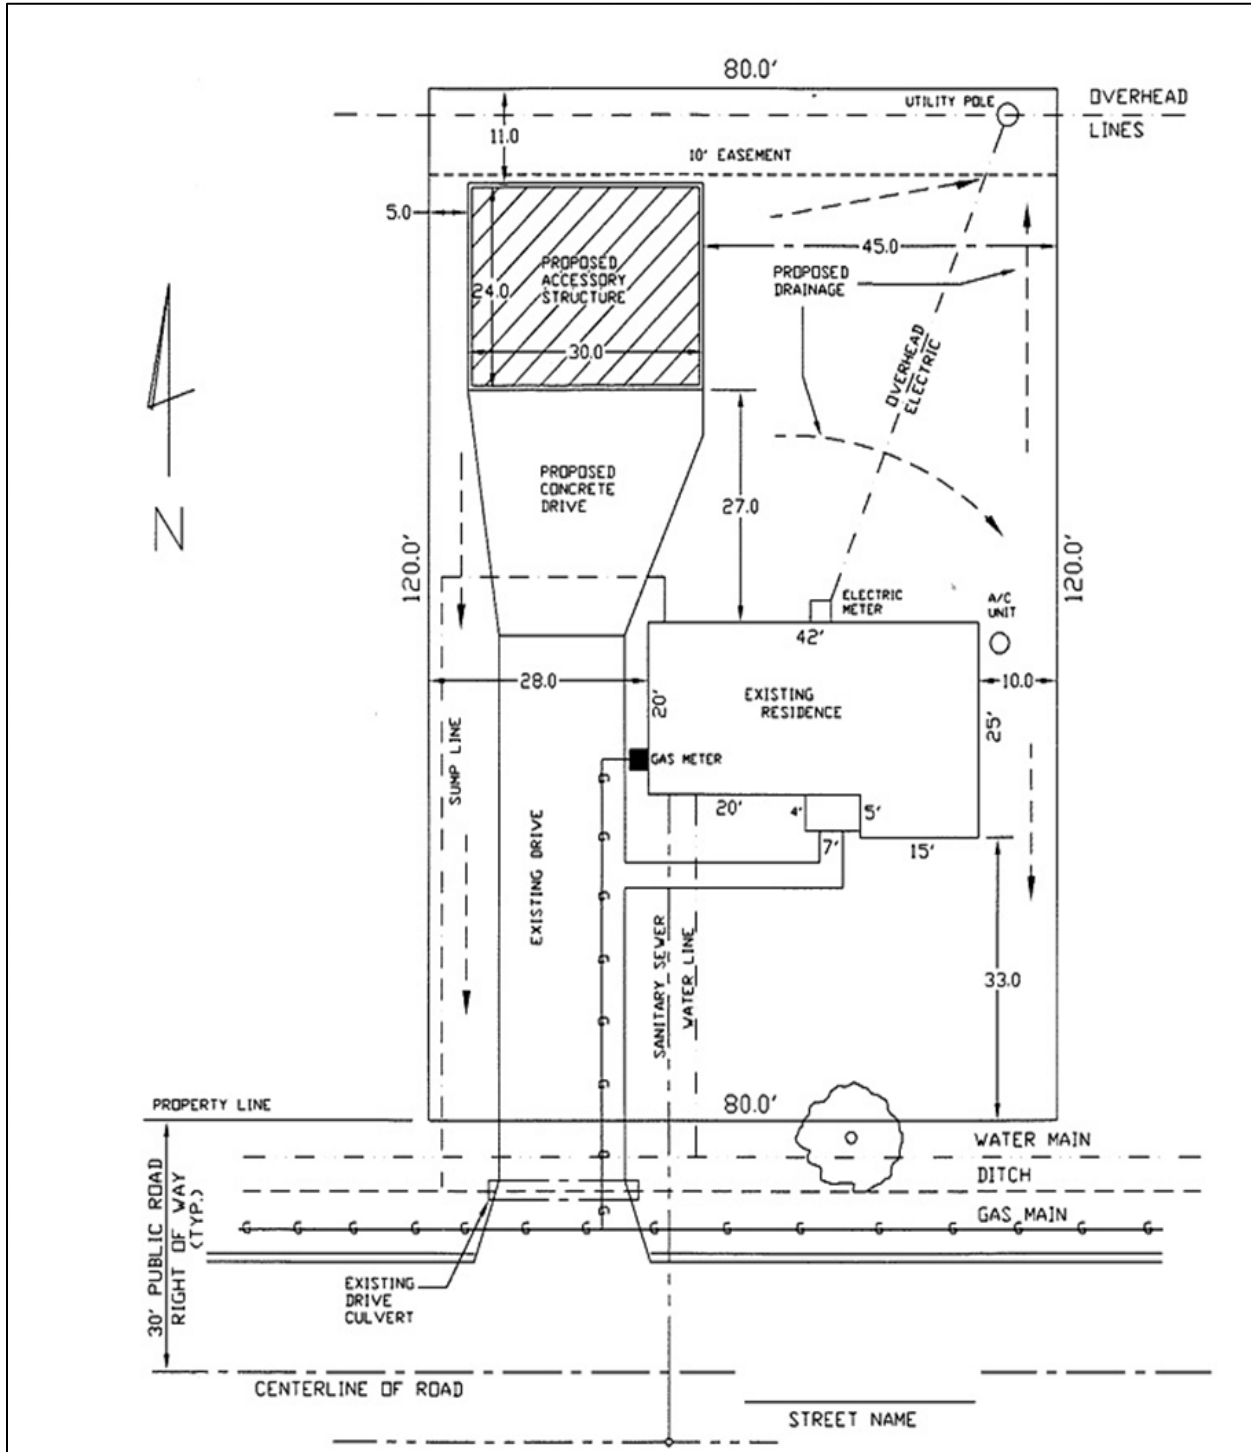 80.0'
UTILITY POLE
OVERHEAD
LINES
11.0
10' EASEMENT
5.0
45.0
PROPOSED
ACCESSORY
STRUCTURE
24.0
30.0
PROPOSED
DRAINAGE
OVERHEAD
ELECTRIC
N
PROPOSED
CONCRETE
DRIVE
27.0
120.0'
120.0'
ELECTRIC
METER
A/C
UNIT
42'
28.0
10.0
20'
EXISTING
RESIDENCE
25'
SUMP LINE
GAS METER
G
20'
4'
5'
7'
15'
G
EXISTING DRIVE
G
SANITARY SEWER
WATER LINE
G
33.0
G
G
80.0'
PROPERTY LINE
WATER MAIN
G
DITCH
30' PUBLIC ROAD
RIGHT OF WAY
(TYP.)
G
GAS MAIN
G G G G G G G G G G G G G G G
EXISTING
DRIVE
CULVERT
CENTERLINE OF ROAD
STREET NAME